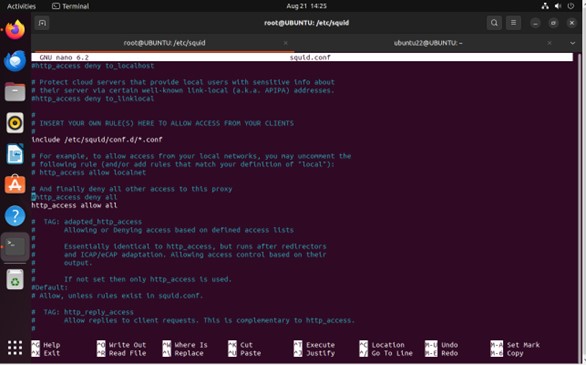 Activities
Terminal
Aug 21 14:25
root@UBUNTU: /etc/squid
root@UBUNTU: /etc/squid
ubuntu22@UBUNTU: ~
GNU nano 6.2
squid.conf
#http_access deny to_localhost
# Protect cloud servers that provide local users with sensitive info about
# their server via certain well-known link-local (a.k.a. APIPA) addresses.
#http_access deny to_linklocal
#
# INSERT YOUR OWN RULE(S) HERE TO ALLOW ACCESS FROM YOUR CLIENTS
#
include /etc/squid/conf.d/*.conf
# For example, to allow access from your local networks, you may uncomment the
# following rule (and/or add rules that match your definition of "local"):
# http_access allow localnet
# And finally deny all other access to this proxy
#http_access deny all
http_access allow all
#  TAG: adapted_http_access
#       Allowing or Denying access based on defined access lists
#
#       Essentially identical to http_access, but runs after redirectors
#       and ICAP/eCAP adaptation. Allowing access control based on their
#       output.
#
#       If not set then only http_access is used.
#Default:
# Allow, unless rules exist in squid.conf.
#
#  TAG: http_reply_access
#       Allow replies to client requests. This is complementary to http_access.
#
^G Help ^O Write Out ^W Where Is ^K Cut ^T Execute ^C Location M-U Undo M-A Set Mark
^X Exit ^R Read File ^\ Replace ^U Paste ^J Justify ^/ Go To Line M-E Redo M-6 Copy